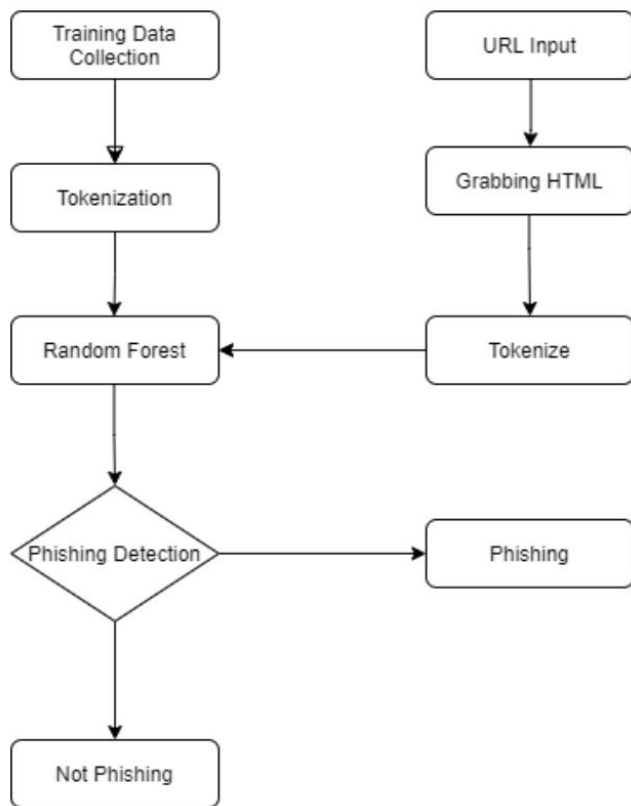 Training Data
Collection
URL Input
Grabbing HTML
Tokenization
Random Forest
Tokenize
Phishing Detection
Phishing
Not Phishing